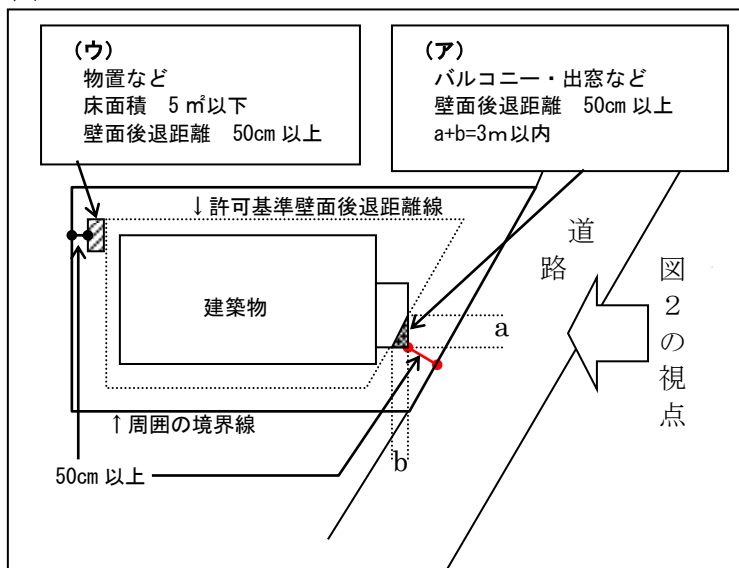 （ウ）
物置など
床面積　5 ㎡以下
壁面後退距離　50cm 以上
（ア）
バルコニー・出窓など
壁面後退距離　50cm 以上
a+b=3ｍ以内
↓許可基準壁面後退距離線
道路
図2の視点
建築物
a
↑周囲の境界線
50cm 以上
b